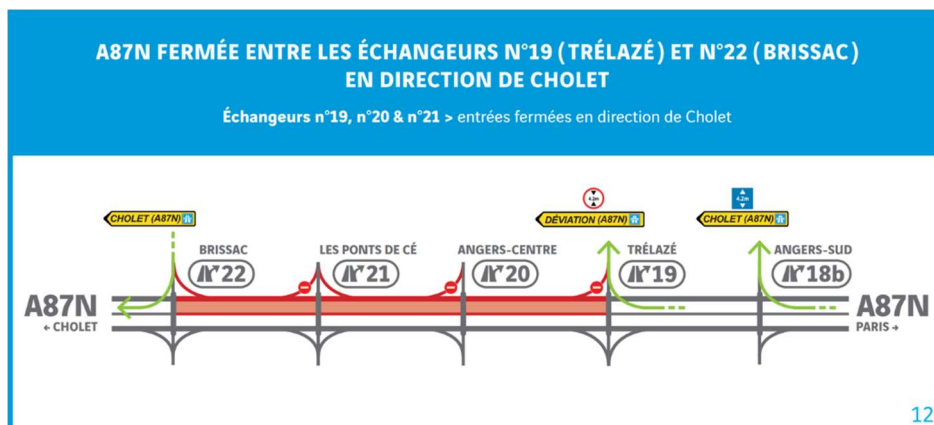 A87N FERMÉE ENTRE LES ÉCHANGEURS N°19 (TRÉLAZÉ) ET N°22 (BRISSAC)
EN DIRECTION DE CHOLET
Échangeurs n°19, n°20 & n°21 > entrées fermées en direction de Cholet
4.2m
4.2m
CHOLET (A87N)
DÉVIATION (A87N)
CHOLET (A87N)
BRISSAC
LES PONTS DE CÉ
ANGERS-CENTRE
TRÉLAZÉ
ANGERS-SUD
22
21
20
19
18b
A87N
A87N
← CHOLET
PARIS →
12